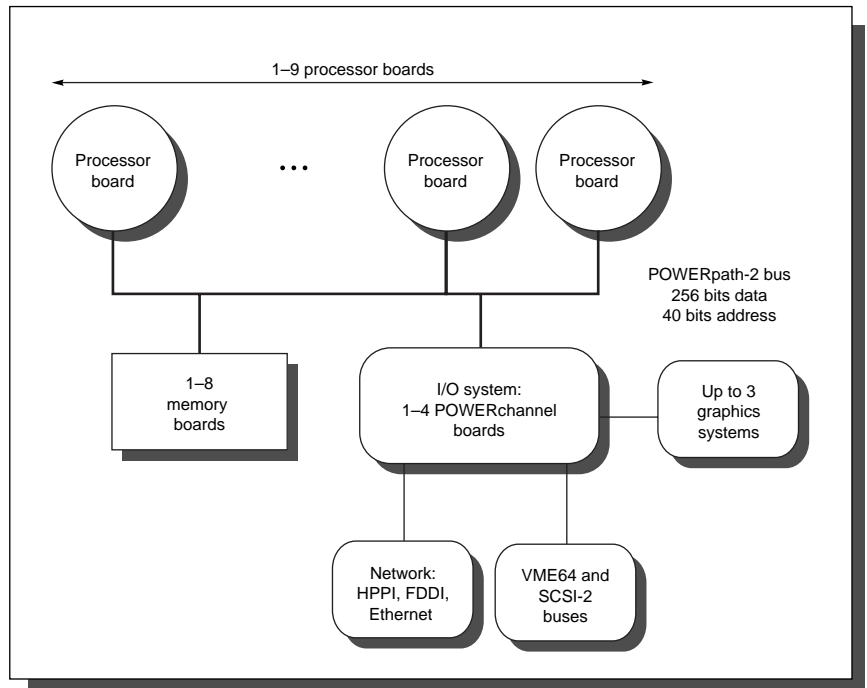 1–9 processor boards
Processor
board
...
Processor
board
Processor
board
POWERpath-2 bus
256 bits data
40 bits address
1–8
memory
boards
I/O system:
1–4 POWERchannel
boards
Up to 3
graphics
systems
Network:
HPPI, FDDI,
Ethernet
VME64 and
SCSI-2
buses